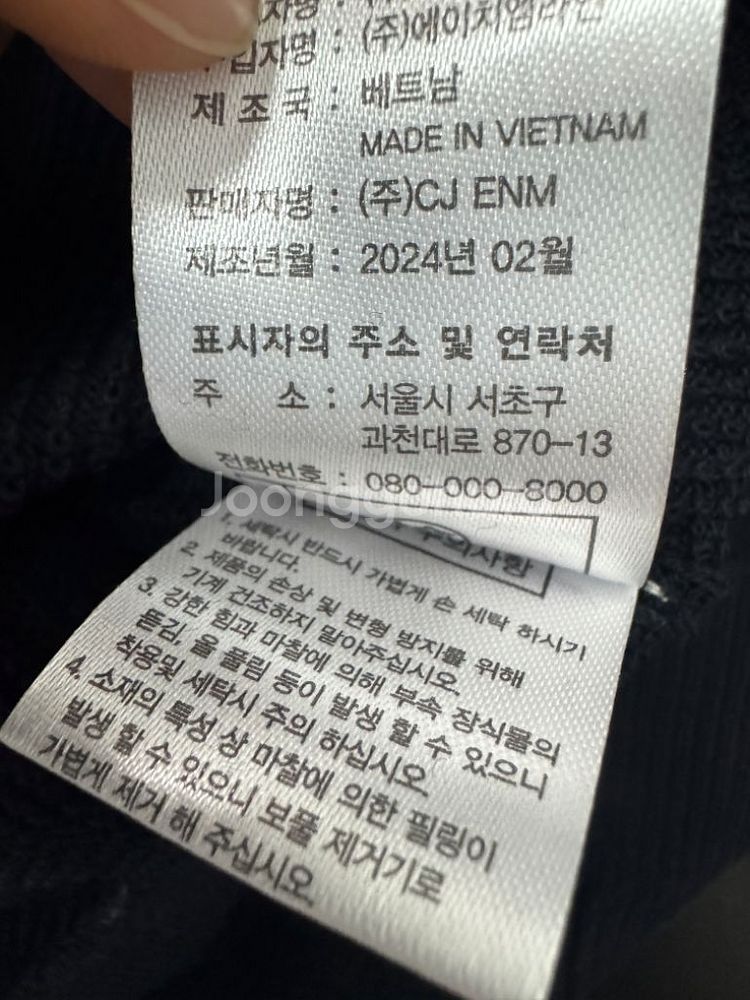 입자명 : (주)에이치엠라인
제 조 국 : 베트남
MADE IN VIETNAM
판매자명 : (주)CJ ENM
제조년월 : 2024년 02월
표시자의 주소 및 연락처
주 소 : 서울시 서초구
과천대로 870-13
전화번호 : 080-000-8000
Joongg
주의사항
1. 세탁시 반드시 가볍게 손 세탁 하시기
바랍니다.
2. 제품의 손상 및 변형 방지를 위해
기계 건조하지 말아주십시오.
3. 강한 힘과 마찰에 의해 부속 장식물의
뜯김, 올 풀림 등이 발생 할 수 있으니
착용및 세탁시 주의 하십시오.
4. 소재의 특성 상 마찰에 의한 필링이
발생 할 수 있으니 보풀 제거기로
가볍게 제거 해 주십시오.